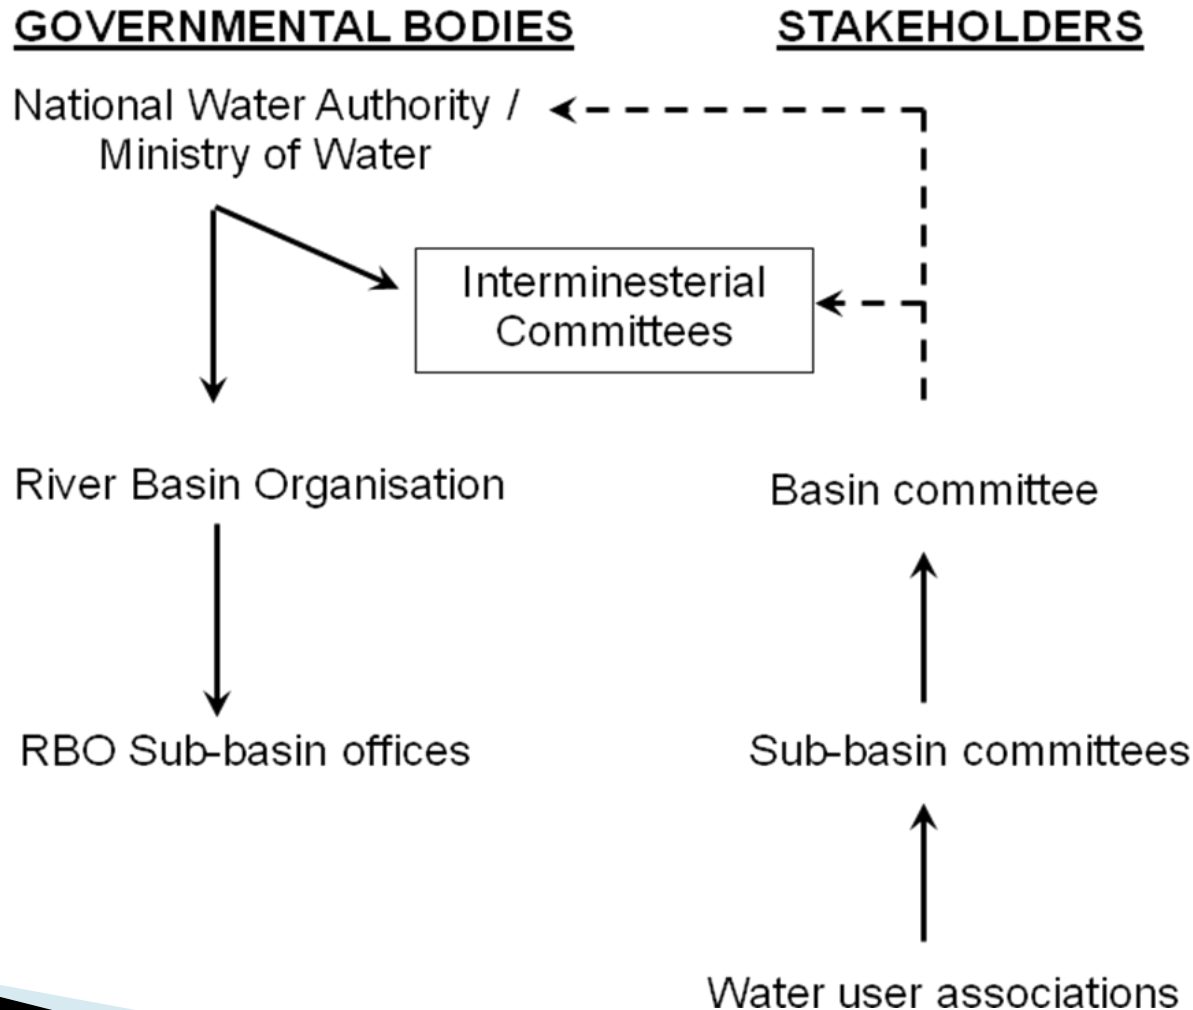 GOVERNMENTAL BODIES
STAKEHOLDERS
National Water Authority /
Ministry of Water
Interminesterial
Committees
River Basin Organisation
Basin committee
RBO Sub-basin offices
Sub-basin committees
Water user associations